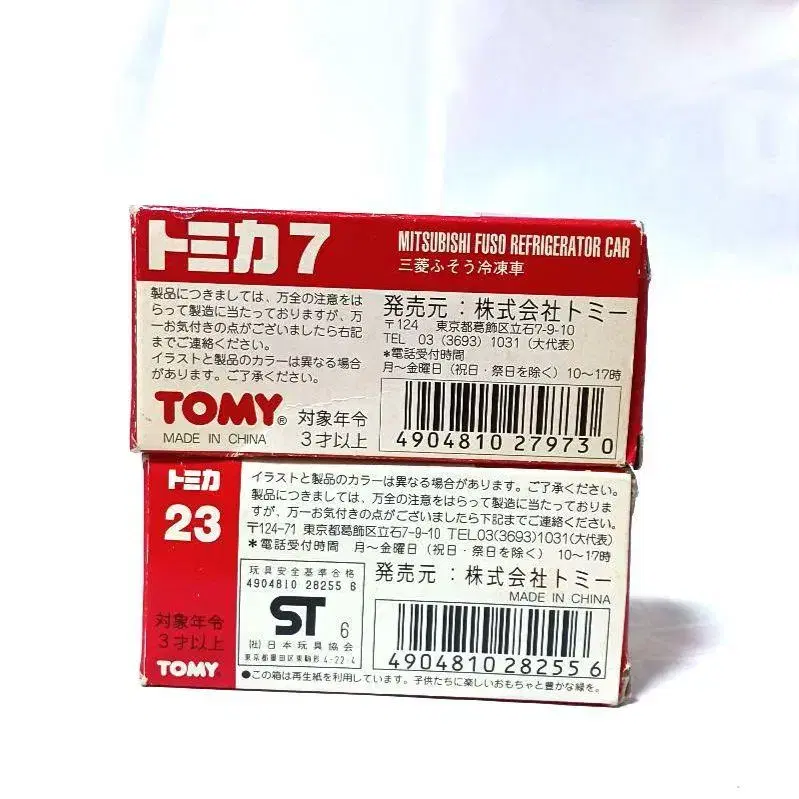 トミカ7
MITSUBISHI FUSO REFRIGERATOR CAR
三菱ふそう冷凍車
製品につきましては、万全の注意をは
らって製造に当たっておりますが、万
一お気付きの点がございましたら右記
までご連絡ください。
イラストと製品のカラーは異なる場合
があります。ご了承ください。
発売元:株式会社トミー
〒124 東京都葛飾区立石7-9-10
TEL 03(3693)1031(大代表)
*電話受付時間
月~金曜日(祝日・祭日を除く)10~17時
TOMY®
MADE IN CHINA
対象年令
3才以上
4904810 27973 0
トミカ
23
対象年令
3才以上
TOMY®
イラストと製品のカラーは異なる場合があります。ご了承ください。
製品につきましては、万全の注意をはらって製造に当たっておりま
すが、万一お気付きの点がございましたら下記までご連絡ください。
〒124-71 東京都葛飾区立石7-9-10 TEL03(3693)1031(大代表)
*電話受付時間 月~金曜日(祝日・祭日を除く) 10~17時
玩具安全基準合格
4904810 28255 6
ST 6
(社)日本玩具協会
東京都墨田区東駒形4-22-4
発売元:株式会社トミー
MADE IN CHINA
4904810 28255 6
●この箱は再生紙を利用しています。子供たちに楽しいおもちゃと豊かな緑を。